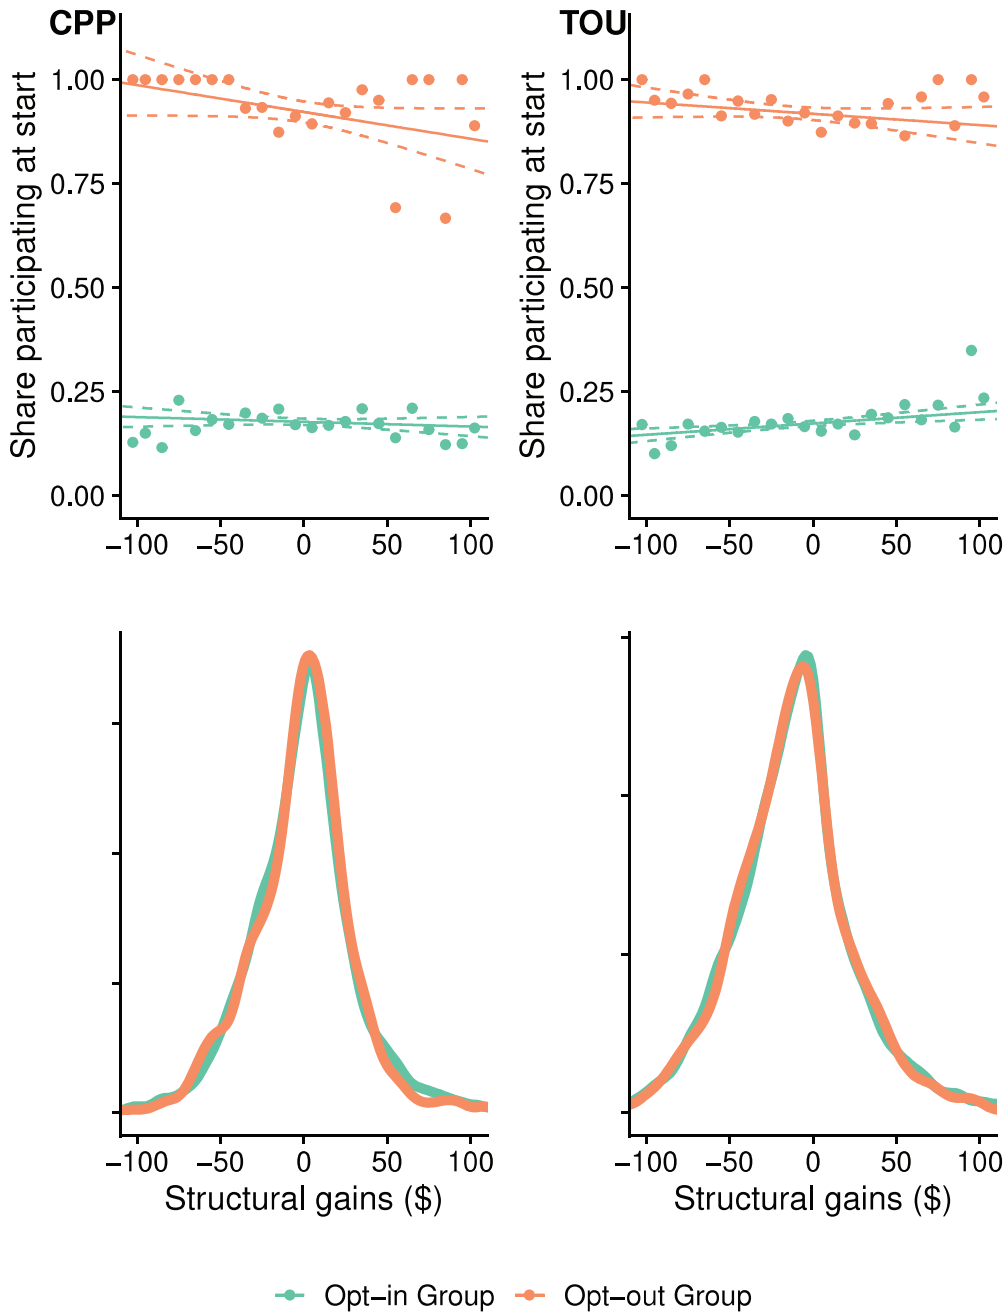 CPP
Share participating at start
1.00
0.75
0.50
0.25
0.00
−100 −50 0 50 100
TOU
Share participating at start
1.00
0.75
0.50
0.25
0.00
−100 −50 0 50 100
−100 −50 0 50 100
Structural gains ($)
−100 −50 0 50 100
Structural gains ($)
Opt−in Group Opt−out Group